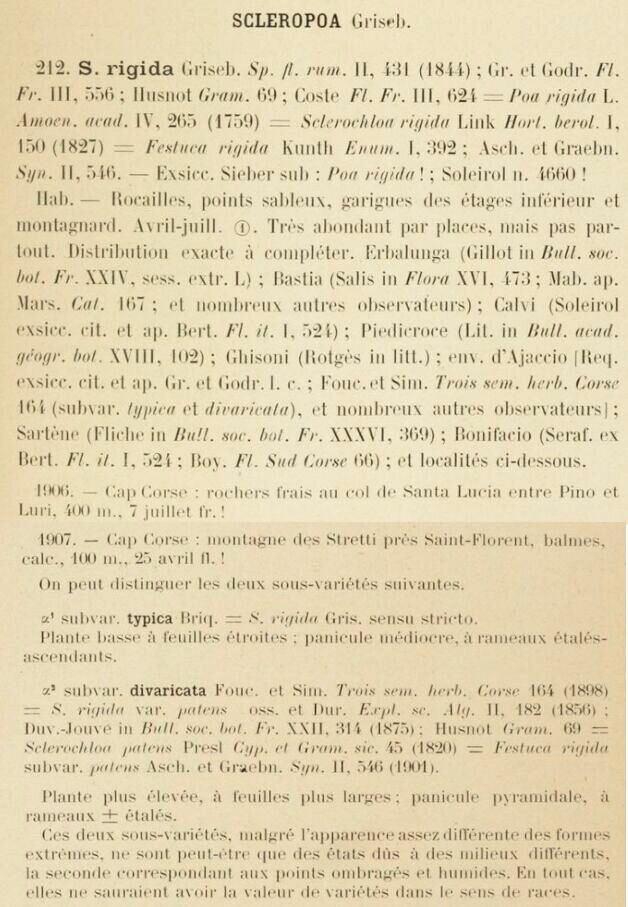 SCLEROPOA Griseb.
212. S. rigida Griseb. Sp. fl. rum. II, 431 (1844) ; Gr. et Godr. Fl.
Fr. III, 556 ; Husnot Gram. 69 ; Coste Fl. Fr. III, 624 = Poa rigida L.
Amoen. acad. IV, 265 (1759) = Sclerochloa rigida Link Hort. berol. I,
150 (1827) = Festuca rigida Kunth Enum. I, 392 ; Asch. et Graebn.
Syn. II, 546. — Exsicc. Sieber sub : Poa rigida ! ; Soleirol n. 4660 !
Hab. — Rocailles, points sableux, garigues des étages inférieur et
montagnard. Avril-juill. ①. Très abondant par places, mais pas par-
tout. Distribution exacte à compléter. Erbalunga (Gillot in Bull. soc.
bot. Fr. XXIV, sess. extr. L) ; Bastia (Salis in Flora XVI, 473 ; Mab. ap.
Mars. Cat. 167 ; et nombreux autres observateurs) ; Calvi (Soleirol
exsicc. cit. et ap. Bert. Fl. it. I, 524) ; Piedicroce (Lit. in Bull. acad.
géogr. bot. XVIII, 102) ; Ghisoni (Rotgès in litt.) ; env. d'Ajaccio [Req.
exsicc. cit. et ap. Gr. et Godr. l. c. ; Fouc. et Sim. Trois sem. herb. Corse
164 (subvar. typica et divaricata), et nombreux autres observateurs] ;
Sartène (Fliche in Bull. soc. bot. Fr. XXXVI, 369) ; Bonifacio (Seraf. ex
Bert. Fl. it. I, 524 ; Boy. Fl. Sud Corse 66) ; et localités ci-dessous.
1906. — Cap Corse : rochers frais au col de Santa Lucia entre Pino et
Luri, 400 m., 7 juillet fr. !
1907. — Cap Corse : montagne des Stretti près Saint-Florent, balmes,
calc., 100 m., 25 avril fl. !
On peut distinguer les deux sous-variétés suivantes.
α¹ subvar. typica Briq. = S. rigida Gris. sensu stricto.
Plante basse à feuilles étroites ; panicule médiocre, à rameaux étalés-
ascendants.
α² subvar. divaricata Fouc. et Sim. Trois sem. herb. Corse 164 (1898)
= S. rigida var. patens oss. et Dur. Expl. sc. Alg. II, 182 (1856) ;
Duv.-Jouve in Bull. soc. bot. Fr. XXII, 314 (1875) ; Husnot Gram. 69 =
Sclerochloa patens Presl Cyp. et Gram. sic. 45 (1820) = Festuca rigida
subvar. patens Asch. et Graebn. Syn. II, 546 (1901).
Plante plus élevée, à feuilles plus larges ; panicule pyramidale, à
rameaux ± étalés.
Ces deux sous-variétés, malgré l'apparence assez différente des formes
extrêmes, ne sont peut-être que des états dûs à des milieux différents,
la seconde correspondant aux points ombragés et humides. En tout cas,
elles ne sauraient avoir la valeur de variétés dans le sens de races.